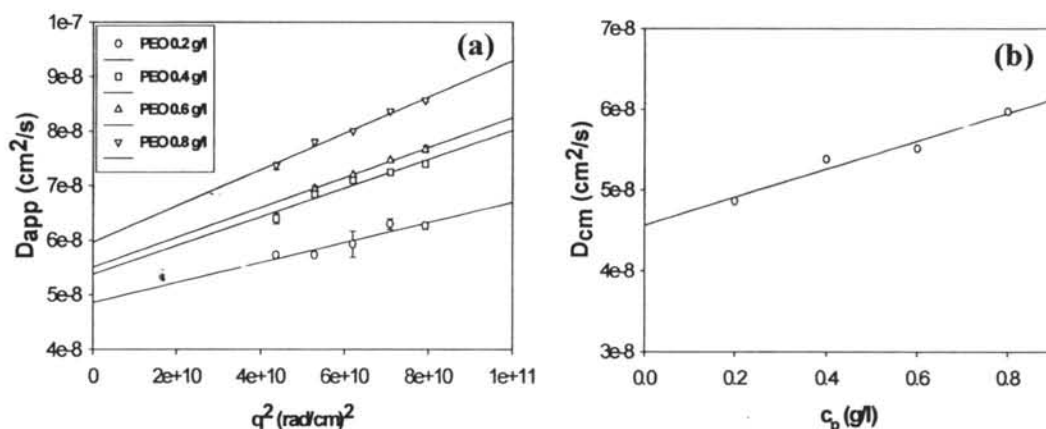 (a)
1e-7
9e-8
8e-8
7e-8
6e-8
5e-8
4e-8
Dapp (cm²/s)
PEO 0.2 g/l
PEO 0.4 g/l
PEO 0.6 g/l
PEO 0.8 g/l
0 2e+10 4e+10 6e+10 8e+10 1e+11
q² (rad/cm)²
(b)
6e-8
5e-8
4e-8
3e-8
Dcm (cm²/s)
0.0 0.2 0.4 0.6 0.8
cp (g/l)